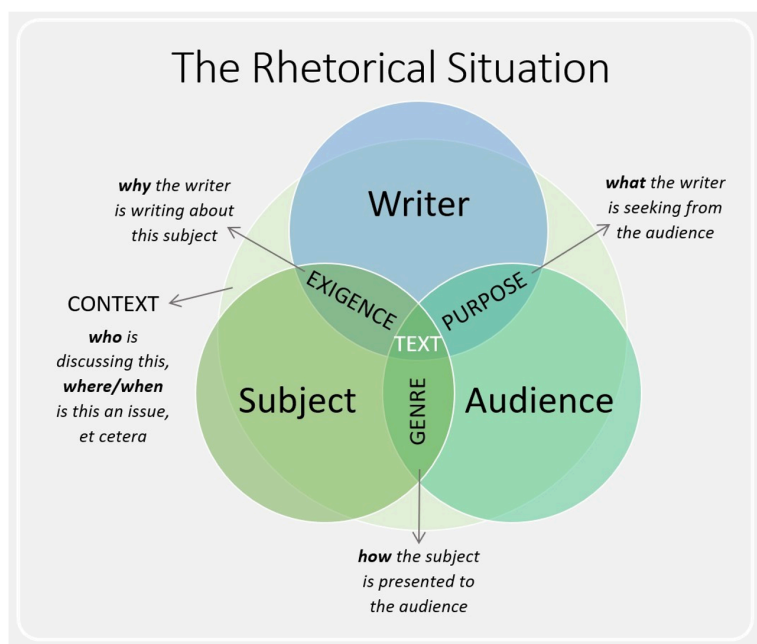 The Rhetorical Situation
why the writer
is writing about
this subject
what the writer
is seeking from
the audience
Writer
EXIGENCE
PURPOSE
CONTEXT
who is
discussing this,
where/when
is this an issue,
et cetera
TEXT
Subject
GENRE
Audience
how the subject
is presented to
the audience